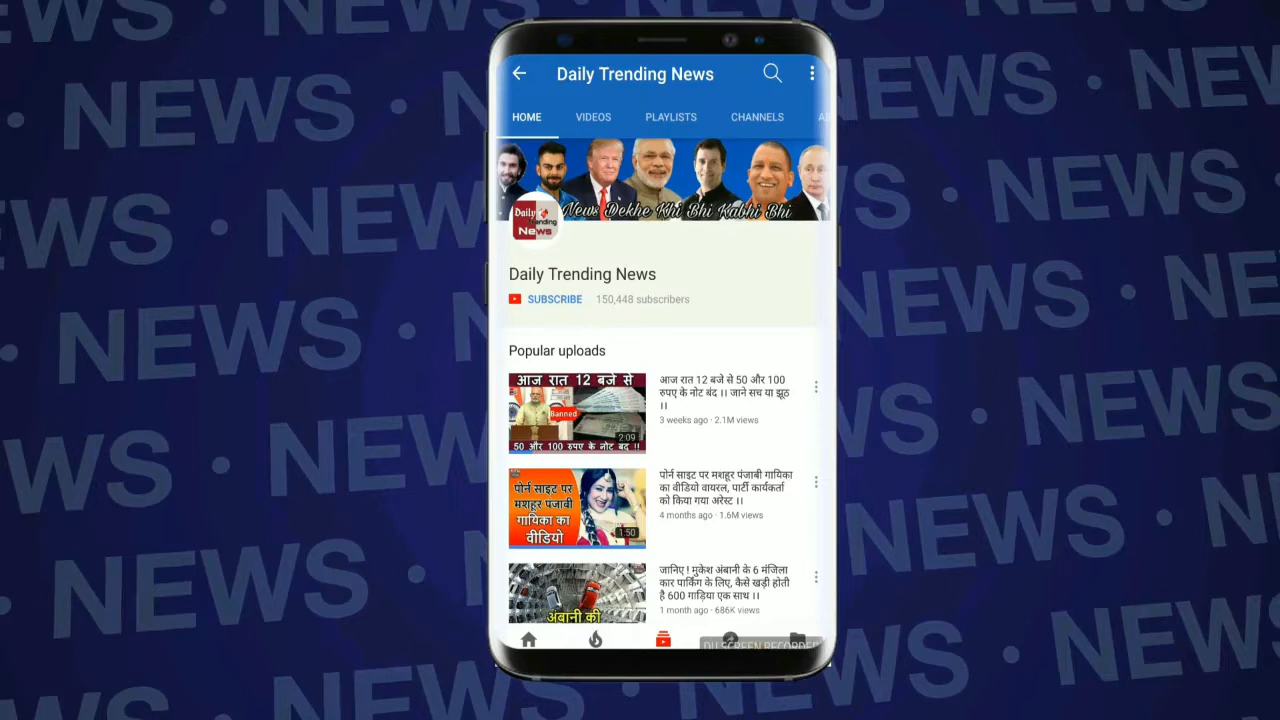 NEWS
Daily Trending News
HOME VIDEOS PLAYLISTS CHANNELS
Daily
Trending
News
News Dekhe Khi Bhi Kabhi Bhi
Daily Trending News
SUBSCRIBE 150,448 subscribers
Popular uploads
आज रात 12 बजे से
Banned
2:09
50 और 100 रुपए के नोट बंद !!
आज रात 12 बजे से 50 और 100
रुपए के नोट बंद ।। जाने सच या झूठ
।।
3 weeks ago · 2.1M views
पोर्न साइट पर
मशहूर पंजाबी
गायिका का
वीडियो
1:50
पोर्न साइट पर मशहूर पंजाबी गायिका
का वीडियो वायरल, पार्टी कार्यकर्ता
को किया गया अरेस्ट ।।
4 months ago · 1.6M views
अंबानी की
जानिए ! मुकेश अंबानी के 6 मंजिला
कार पार्किंग के लिए, कैसे खड़ी होती
है 600 गाड़िया एक साथ ।।
1 month ago · 686K views
DU SCREEN RECORDER